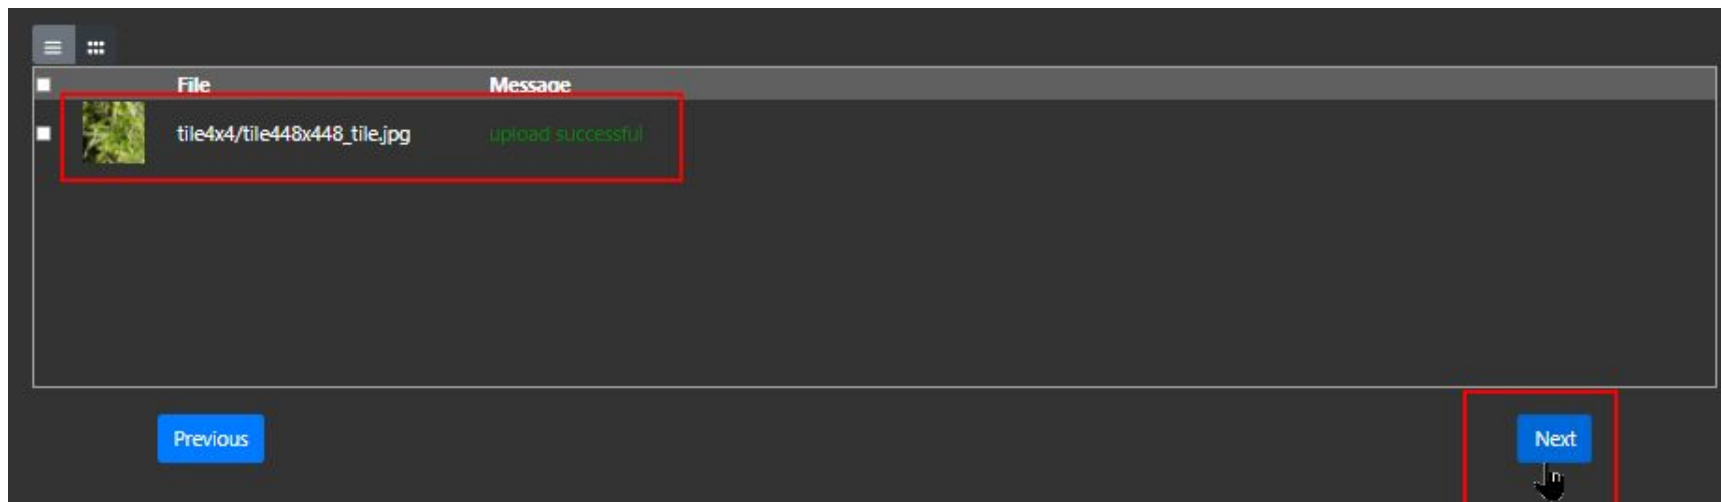 File Message
tile4x4/tile448x448_tile.jpg upload successful
Previous Next